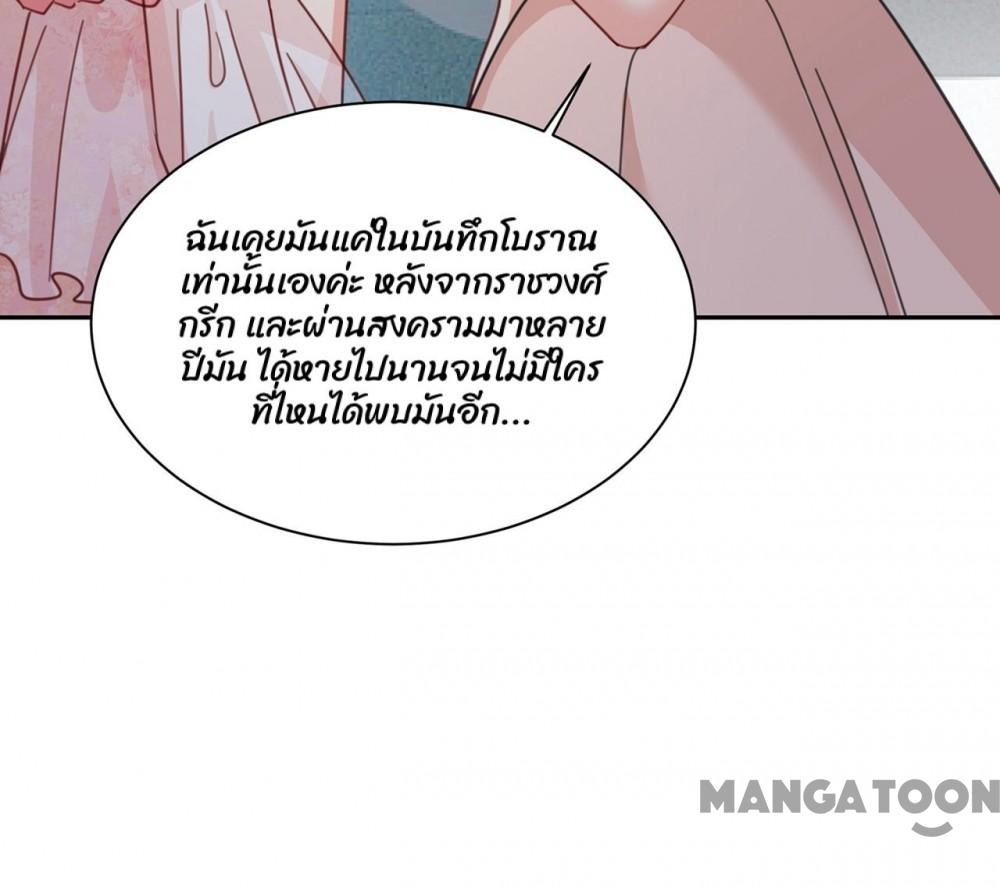 ฉันเคยมันแค่ในบันทึกโบราณ
เท่านั้นเองค่ะ หลังจากราชวงศ์
กรีก และผ่านสงครามมาหลาย
ปีมัน ได้หายไปนานจนไม่มีใคร
ที่ไหนได้พบมันอีก...
MANGATOON